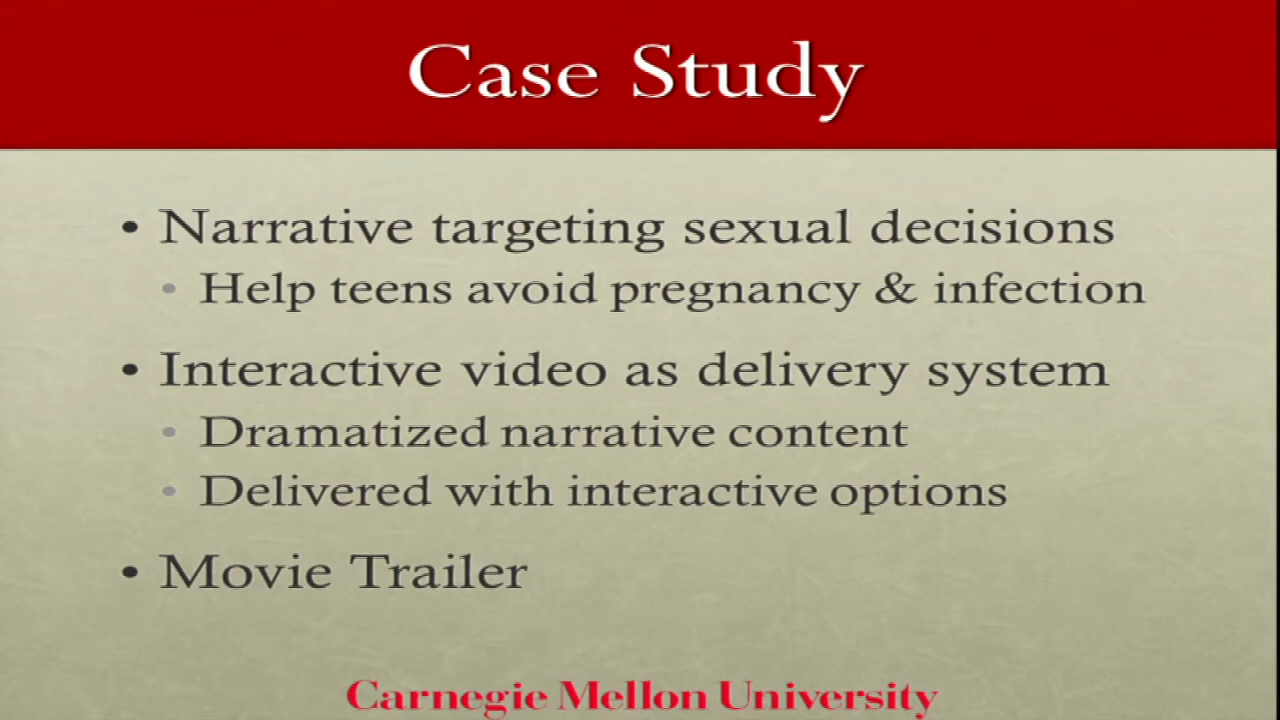 Case Study
• Narrative targeting sexual decisions
• Help teens avoid pregnancy & infection
• Interactive video as delivery system
• Dramatized narrative content
• Delivered with interactive options
• Movie Trailer
Carnegie Mellon University